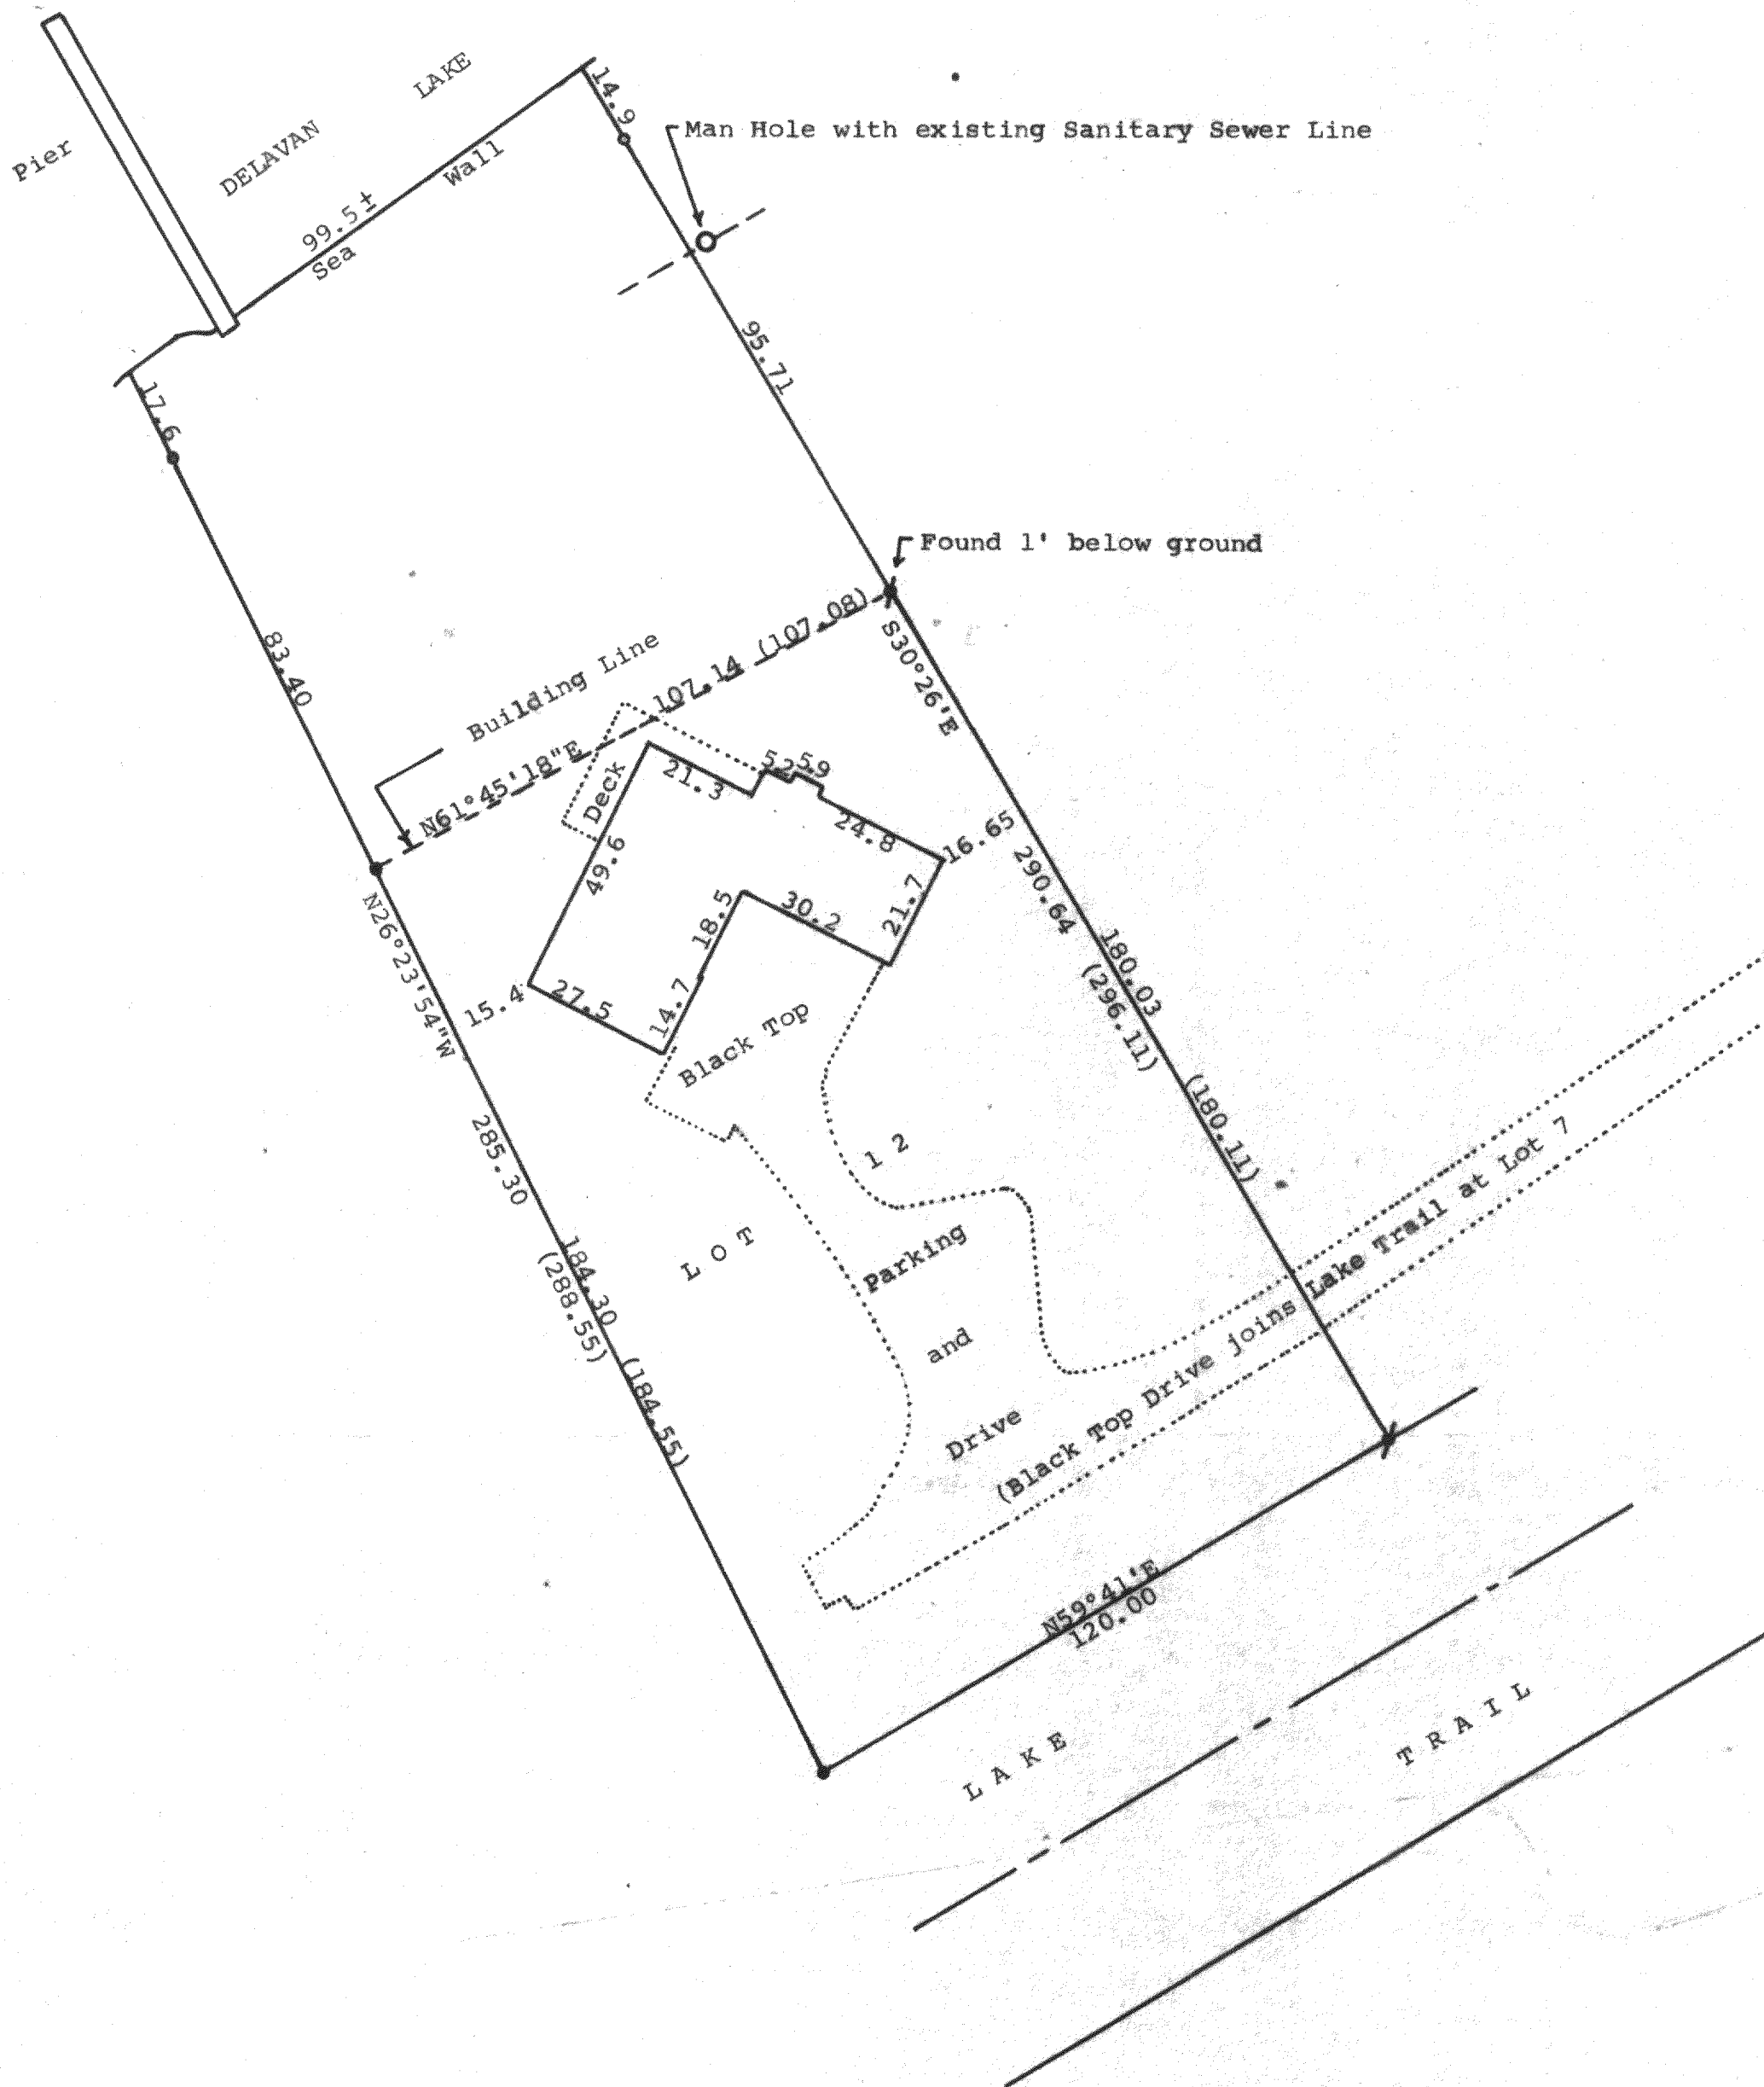 Pier
DELAVAN LAKE
99.5±
Sea Wall
14.9
Man Hole with existing Sanitary Sewer Line
17.6
95.71
Found 1' below ground
83.40
Building Line
N61°45'18"E 107.14 (107.08)
S30°26'E
Deck
21.3
5.2
5.9
24.8
16.65
49.6
18.5
30.2
21.7
290.64
180.03
(296.11)
(180.11)
N26°23'54"W
15.4
27.5
14.7
Black Top
285.30
184.30
(288.55)
(184.55)
LOT 12
Parking
and
Drive
(Black Top Drive joins Lake Trail at Lot 7
N59°41'E
120.00
LAKE TRAIL